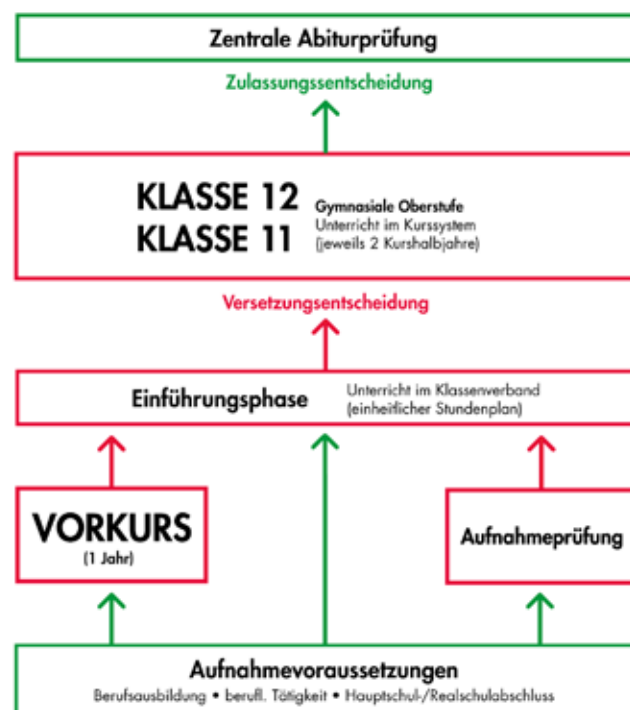 Zentrale Abiturprüfung
Zulassungsentscheidung
KLASSE 12
KLASSE 11
Gymnasiale Oberstufe
Unterricht im Kurssystem
(jeweils 2 Kurshalbjahre)
Versetzungsentscheidung
Einführungsphase
Unterricht im Klassenverband
(einheitlicher Stundenplan)
VORKURS
(1 Jahr)
Aufnahmeprüfung
Aufnahmevoraussetzungen
Berufsausbildung • berufl. Tätigkeit • Hauptschul-/Realschulabschluss